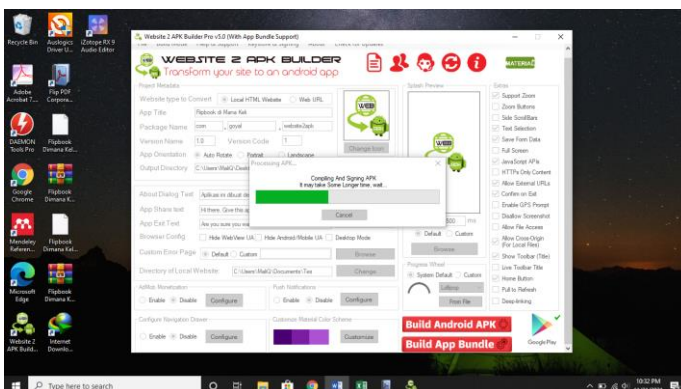 Recycle Bin
Auslogics
Driver U...
iZotope RX 9
Audio Editor
Adobe
Acrobat 7....
Flip PDF
Corpora...
DAEMON
Tools Pro
Flipbook
Dimana Kel...
Google
Chrome
Flipbook
Dimana K...
Mendeley
Referen...
Flipbook
Dimana Kel...
Microsoft
Edge
Flipbook
Dimana K...
Website 2
APK Build...
Internet
Downlo...
Website 2 APK Builder Pro v5.0 (With App Bundle Support)
WEBSITE 2 APK BUILDER
Transform your site to an android app
Project Metadata
Website type to Convert Local HTML Website Web URL
App Title Flipbook di Mana Keli
Package Name com . goyal . website2apk
Version Name 1.0 Version Code 1
App Orientation Auto Rotate Portrait Landscape
Change Icon
Output Directory
About Dialog Text
App Share text
App Exit Text
Browser Config Hide WebView UA Hide Android/Mobile UA Desktop Mode
Custom Error Page Default Custom Browse
Directory of Local Website Change
AdMob Monetization
Enable Disable Configure
Push Notifications
Enable Disable Configure
Configure Navigation Drawer
Enable Disable Configure
Customize Material Color Scheme
Customize
Processing APK...
Compiling And Signing APK
It may take Some Longer time, wait...
Cancel
Splash Preview
WEB
ms
Default Custom
Browse
Progress Wheel
System Default Custom
From File
Extras
Support Zoom
Zoom Buttons
Side ScrollBars
Text Selection
Save Form Data
Full Screen
JavaScript APIs
HTTPs Only Content
Allow External URLs
Confirm on Exit
Enable GPS Prompt
Disallow Screenshot
Allow File Access
Allow Cross-Origin
(For Local Files)
Show Toolbar (Title)
Live Toolbar Title
Home Button
Pull to Refresh
Deep-linking
Build Android APK
Build App Bundle
Google Play
Type here to search
10:32 PM